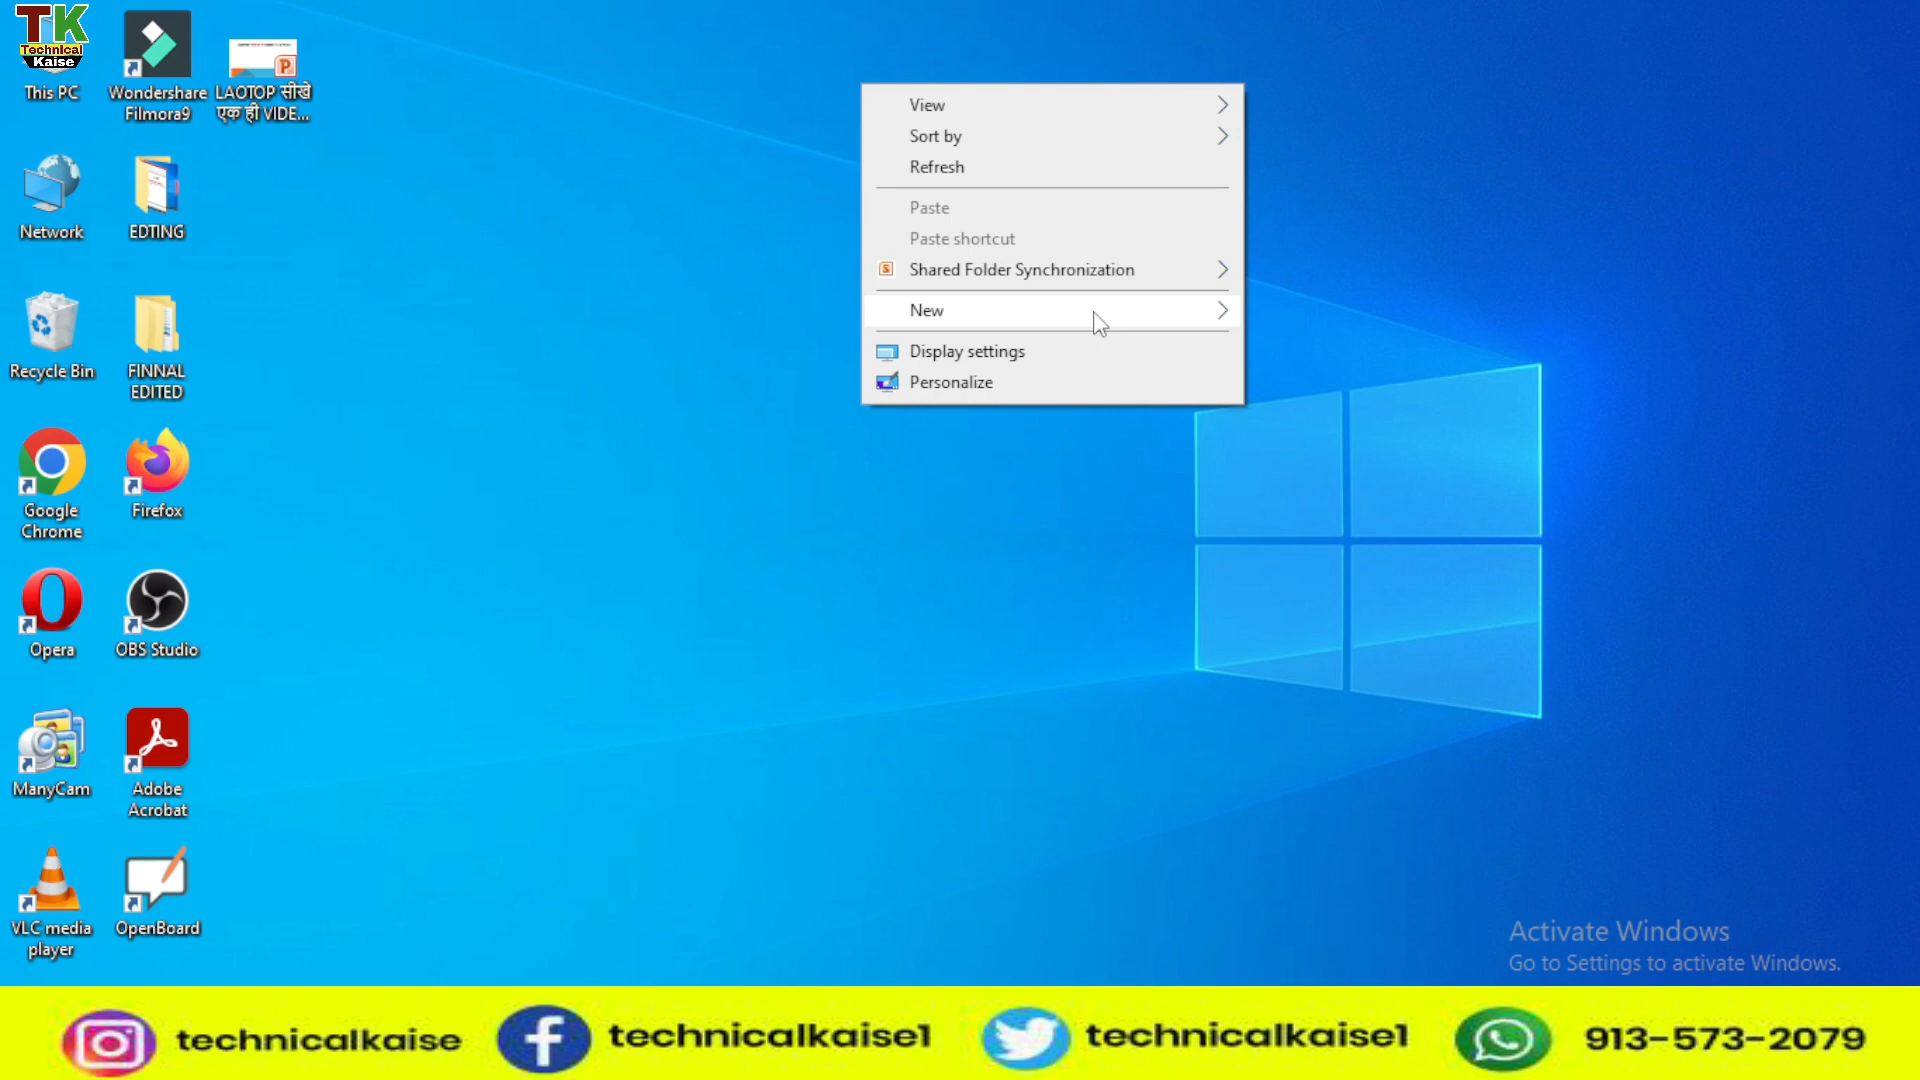 TK
Technical
Kaise
This PC
Wondershare
Filmora9
LAOTOP सीखे
एक ही VIDE...
Network
EDTING
Recycle Bin
FINNAL
EDITED
Google
Chrome
Firefox
Opera
OBS Studio
ManyCam
Adobe
Acrobat
VLC media
player
OpenBoard
View
Sort by
Refresh
Paste
Paste shortcut
Shared Folder Synchronization
New
Display settings
Personalize
Activate Windows
Go to Settings to activate Windows.
technicalkaise
technicalkaise1
technicalkaise1
913-573-2079